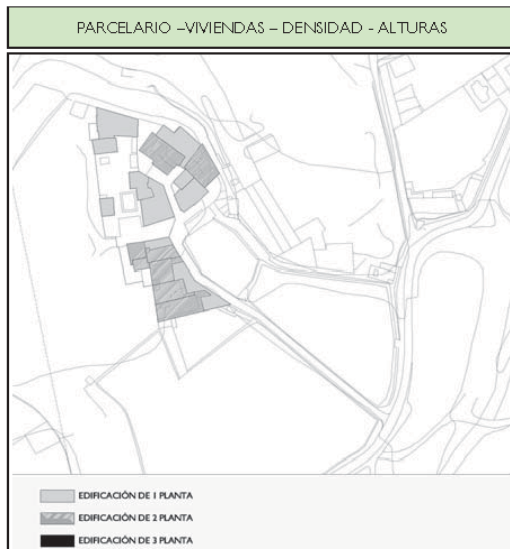 PARCELARIO –VIVIENDAS – DENSIDAD - ALTURAS
EDIFICACIÓN DE 1 PLANTA
EDIFICACIÓN DE 2 PLANTA
EDIFICACIÓN DE 3 PLANTA